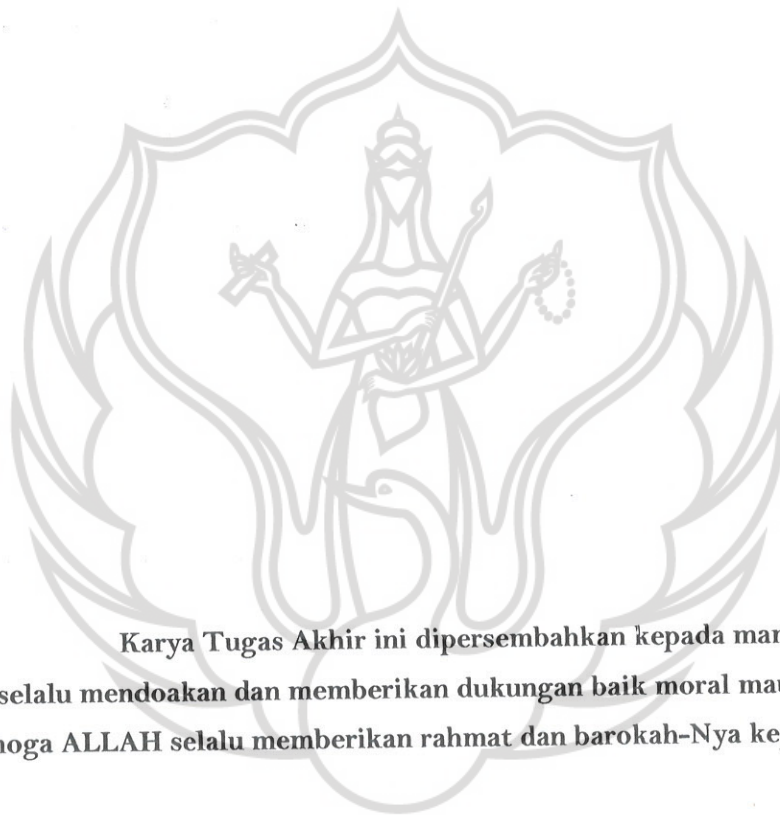 Karya Tugas Akhir ini dipersembahkan kepada
selalu mendoakan dan memberikan dukungan baik moral
ALLAH selalu memberikan rahmat dan barokah-Nya